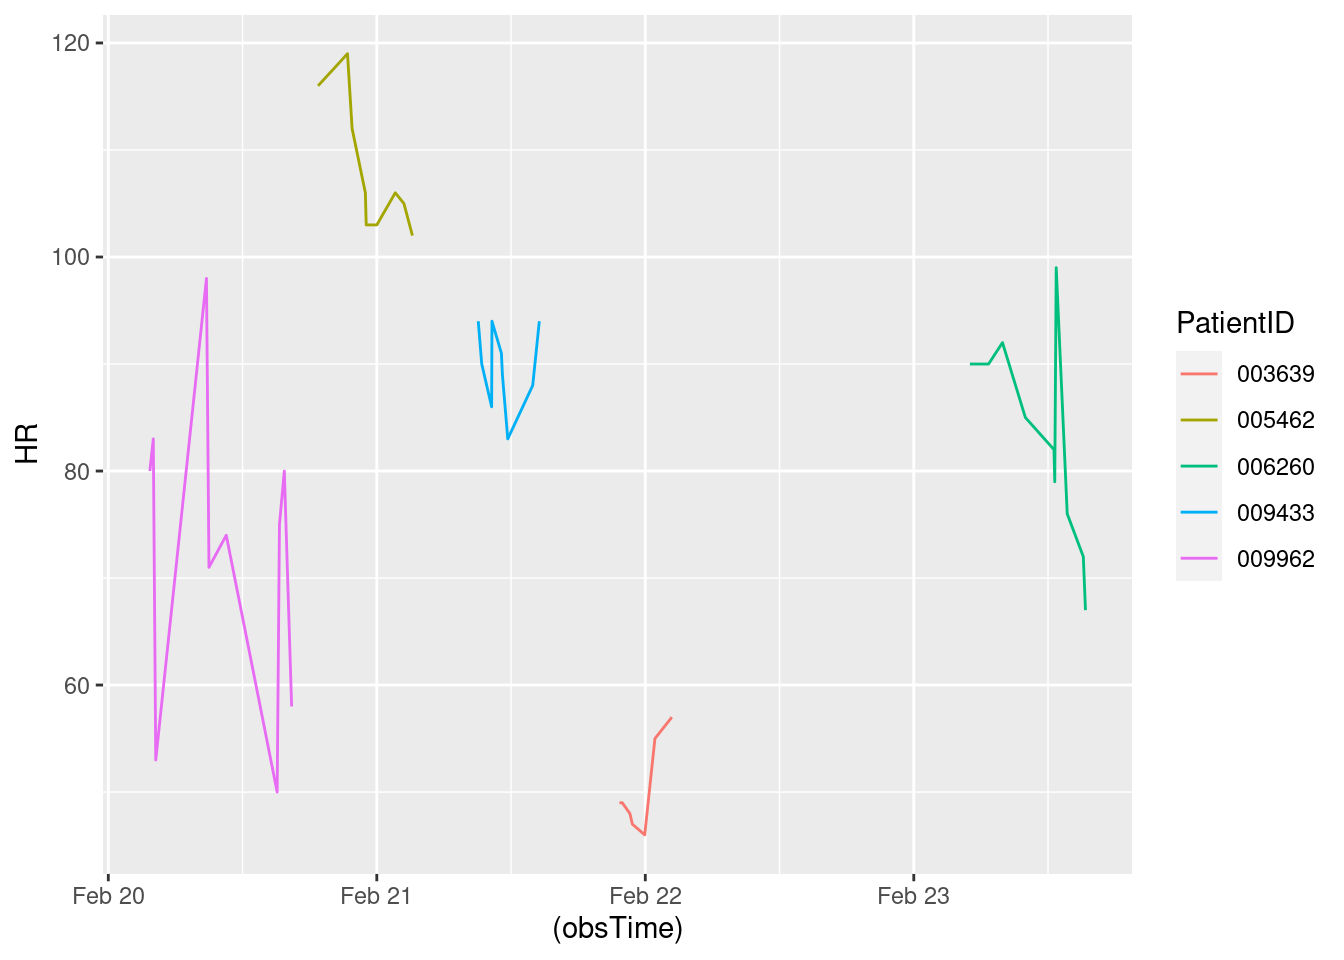 120
100
80
60
HR
Feb 20
Feb 21
Feb 22
Feb 23
(obsTime)
PatientID
003639
005462
006260
009433
009962